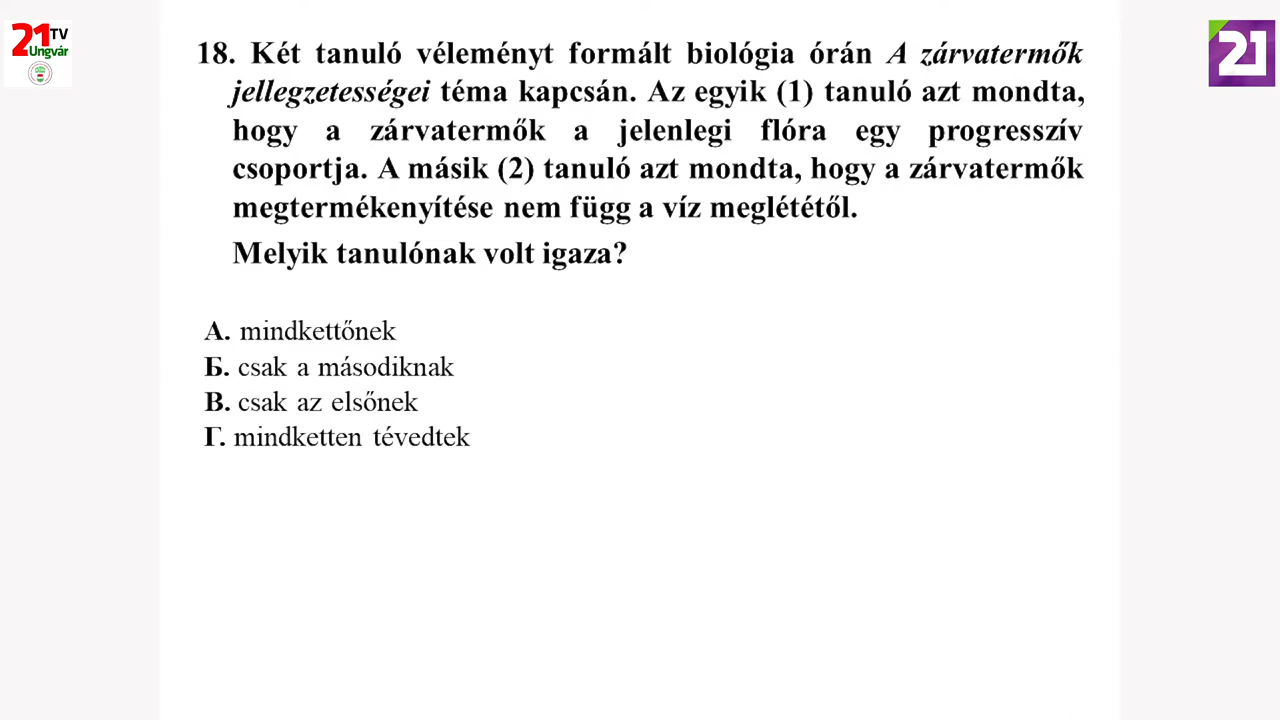 21TV
Ungvár
21
18. Két tanuló véleményt formált biológia órán A zárvatermők
jellegzetességei téma kapcsán. Az egyik (1) tanuló azt mondta,
hogy a zárvatermők a jelenlegi flóra egy progresszív
csoportja. A másik (2) tanuló azt mondta, hogy a zárvatermők
megtermékenyítése nem függ a víz meglététől.
Melyik tanulónak volt igaza?
А. mindkettőnek
Б. csak a másodiknak
В. csak az elsőnek
Г. mindketten tévedtek